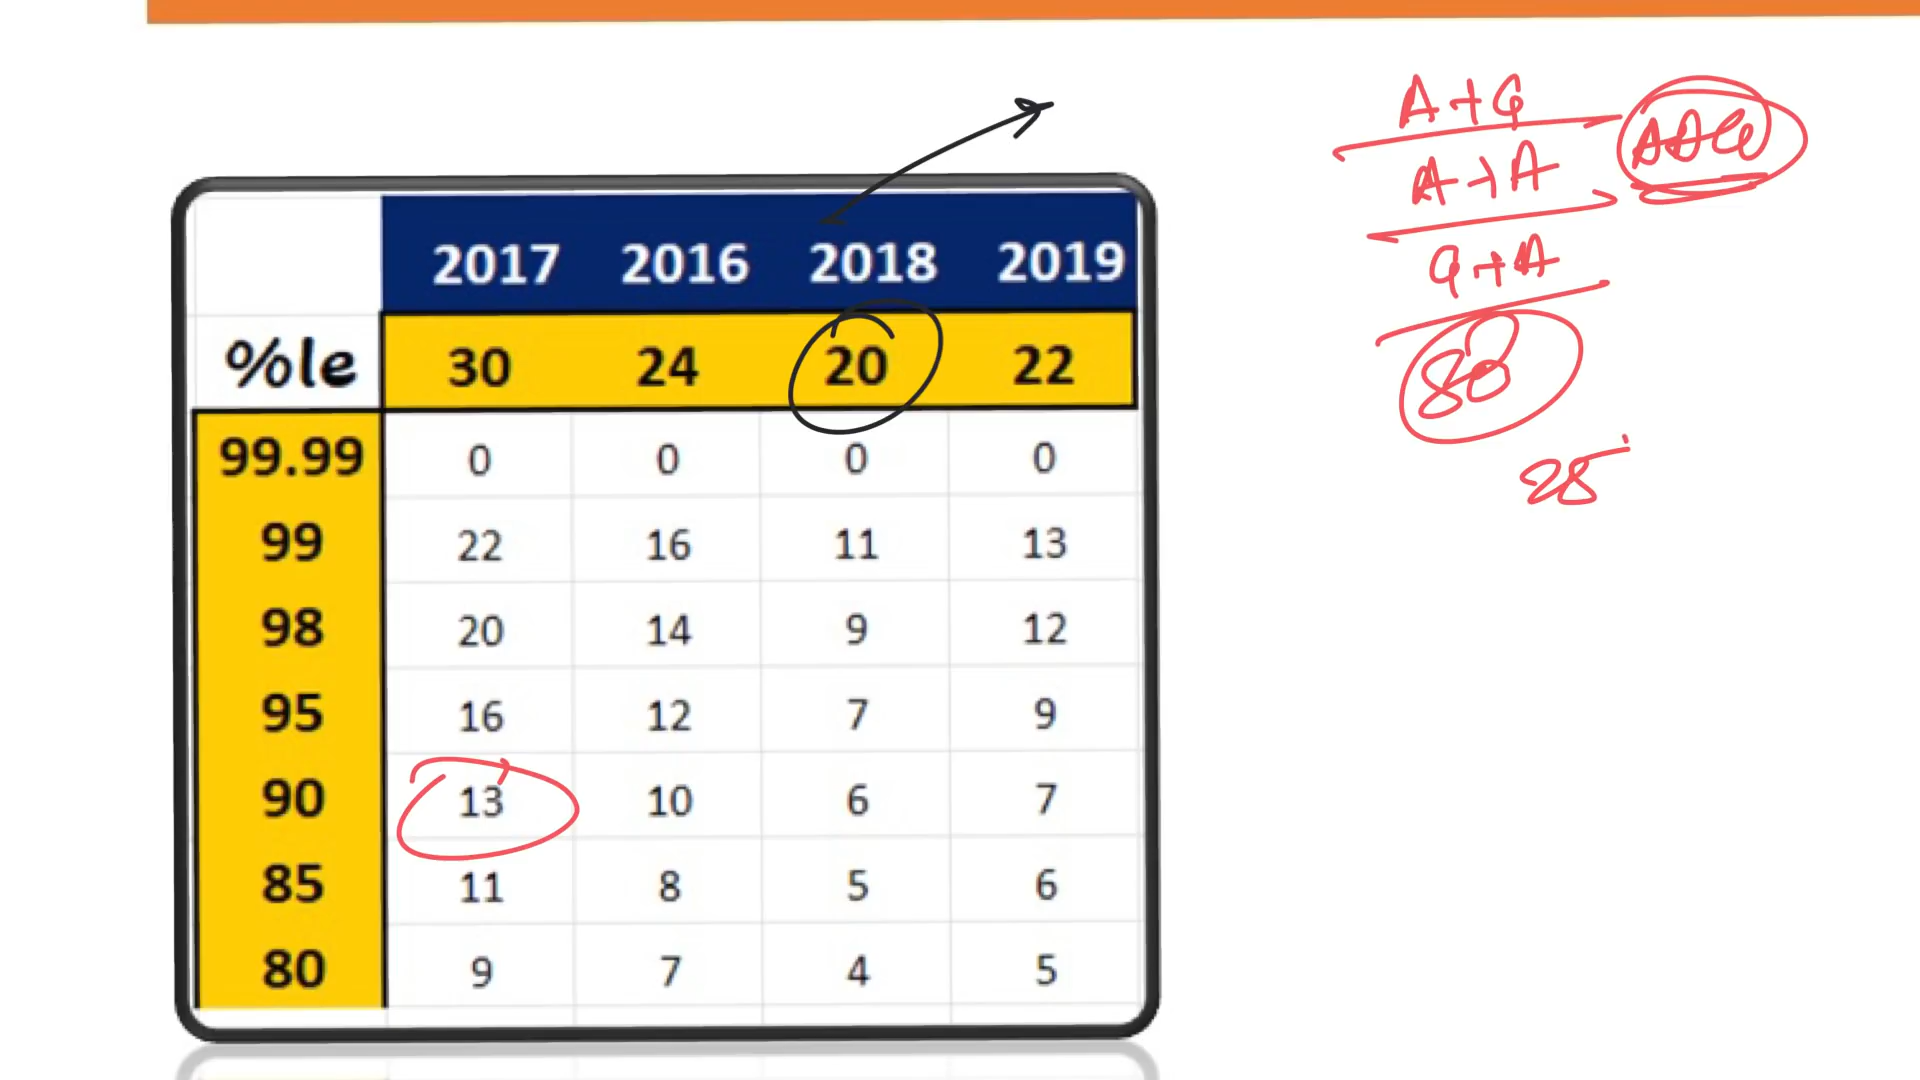 A+G
A+A
G+A
80
28
2017 2016 2018 2019
%le 30 24 20 22
99.99 0 0 0 0
99 22 16 11 13
98 20 14 9 12
95 16 12 7 9
90 13 10 6 7
85 11 8 5 6
80 9 7 4 5